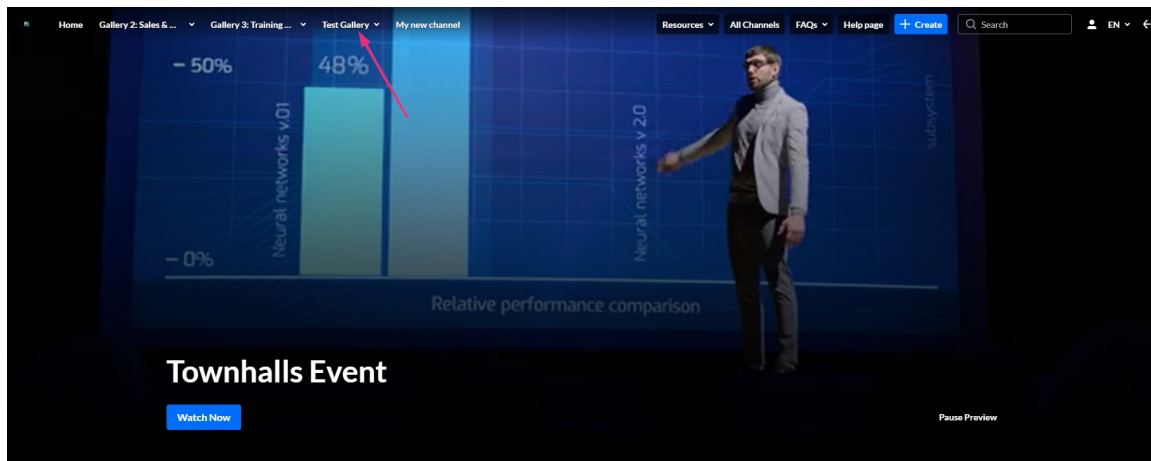 Home Gallery 2: Sales & ... Gallery 3: Training ... Test Gallery My new channel Resources All Channels FAQs Help page + Create Search EN
– 50%
48%
Neural networks v.01
Neural networks v 2.0
subsystem
– 0%
Relative performance comparison
Townhalls Event
Watch Now
Pause Preview